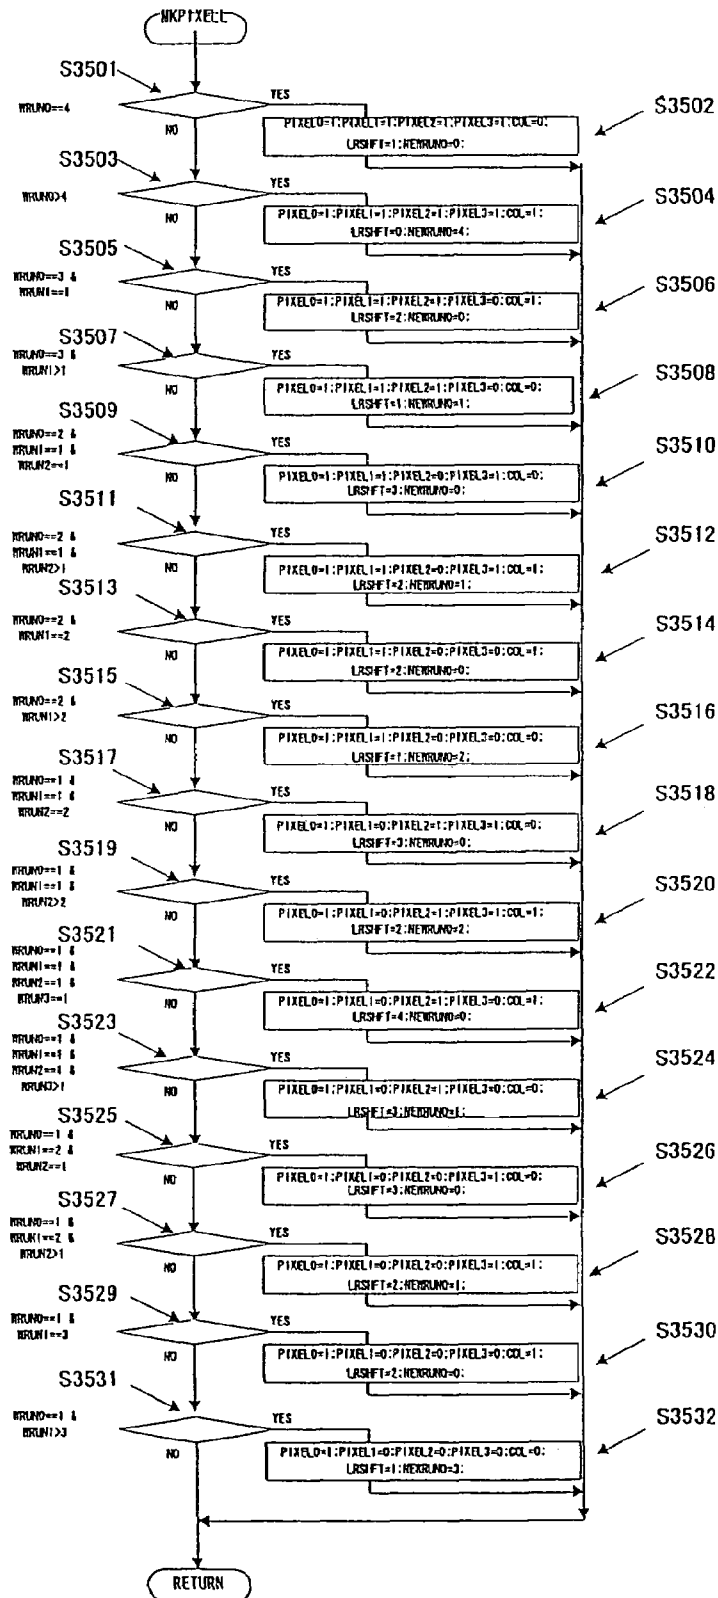 MKPIXEL1
S3501
WRUN0==4
YES
NO
PIXEL0=1;PIXEL1=1;PIXEL2=1;PIXEL3=1;COL=0;
LRSHFT=1;NEWRUN0=0;
S3502
S3503
WRUN0>4
YES
NO
PIXEL0=1;PIXEL1=1;PIXEL2=1;PIXEL3=1;COL=1;
LRSHFT=0;NEWRUN0=4;
S3504
S3505
WRUN0==3 &
WRUN1==1
YES
NO
PIXEL0=1;PIXEL1=1;PIXEL2=1;PIXEL3=0;COL=1;
LRSHFT=2;NEWRUN0=0;
S3506
S3507
WRUN0==3 &
WRUN1>1
YES
NO
PIXEL0=1;PIXEL1=1;PIXEL2=1;PIXEL3=0;COL=0;
LRSHFT=1;NEWRUN0=1;
S3508
S3509
WRUN0==2 &
WRUN1==1 &
WRUN2==1
YES
NO
PIXEL0=1;PIXEL1=1;PIXEL2=0;PIXEL3=1;COL=0;
LRSHFT=3;NEWRUN0=0;
S3510
S3511
WRUN0==2 &
WRUN1==1 &
WRUN2>1
YES
NO
PIXEL0=1;PIXEL1=1;PIXEL2=0;PIXEL3=1;COL=1;
LRSHFT=2;NEWRUN0=1;
S3512
S3513
WRUN0==2 &
WRUN1==2
YES
NO
PIXEL0=1;PIXEL1=1;PIXEL2=0;PIXEL3=0;COL=1;
LRSHFT=2;NEWRUN0=0;
S3514
S3515
WRUN0==2 &
WRUN1>2
YES
NO
PIXEL0=1;PIXEL1=1;PIXEL2=0;PIXEL3=0;COL=0;
LRSHFT=1;NEWRUN0=2;
S3516
S3517
WRUN0==1 &
WRUN1==1 &
WRUN2==2
YES
NO
PIXEL0=1;PIXEL1=0;PIXEL2=1;PIXEL3=1;COL=0;
LRSHFT=3;NEWRUN0=0;
S3518
S3519
WRUN0==1 &
WRUN1==1 &
WRUN2>2
YES
NO
PIXEL0=1;PIXEL1=0;PIXEL2=1;PIXEL3=1;COL=1;
LRSHFT=2;NEWRUN0=2;
S3520
S3521
WRUN0==1 &
WRUN1==1 &
WRUN2==1 &
WRUN3==1
YES
NO
PIXEL0=1;PIXEL1=0;PIXEL2=1;PIXEL3=0;COL=1;
LRSHFT=4;NEWRUN0=0;
S3522
S3523
WRUN0==1 &
WRUN1==1 &
WRUN2==1 &
WRUN3>1
YES
NO
PIXEL0=1;PIXEL1=0;PIXEL2=1;PIXEL3=0;COL=0;
LRSHFT=3;NEWRUN0=1;
S3524
S3525
WRUN0==1 &
WRUN1==2 &
WRUN2==1
YES
NO
PIXEL0=1;PIXEL1=0;PIXEL2=0;PIXEL3=1;COL=0;
LRSHFT=3;NEWRUN0=0;
S3526
S3527
WRUN0==1 &
WRUN1==2 &
WRUN2>1
YES
NO
PIXEL0=1;PIXEL1=0;PIXEL2=0;PIXEL3=1;COL=1;
LRSHFT=2;NEWRUN0=1;
S3528
S3529
WRUN0==1 &
WRUN1==3
YES
NO
PIXEL0=1;PIXEL1=0;PIXEL2=0;PIXEL3=0;COL=1;
LRSHFT=2;NEWRUN0=0;
S3530
S3531
WRUN0==1 &
WRUN1>3
YES
NO
PIXEL0=1;PIXEL1=0;PIXEL2=0;PIXEL3=0;COL=0;
LRSHFT=1;NEWRUN0=3;
S3532
RETURN